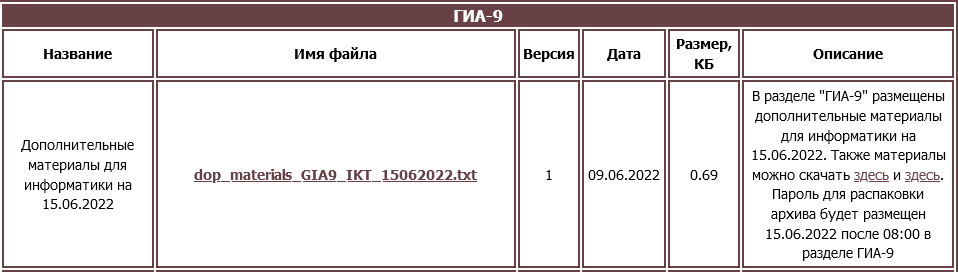 ГИА-9
Название
Имя файла
Версия
Дата
Размер,
КБ
Описание
Дополнительные
материалы для
информатики на
15.06.2022
dop_materials_GIA9_IKT_15062022.txt
1
09.06.2022
0.69
В разделе "ГИА-9" размещены
дополнительные материалы
для информатики на
15.06.2022. Также материалы
можно скачать здесь и здесь.
Пароль для распаковки
архива будет размещен
15.06.2022 после 08:00 в
разделе ГИА-9